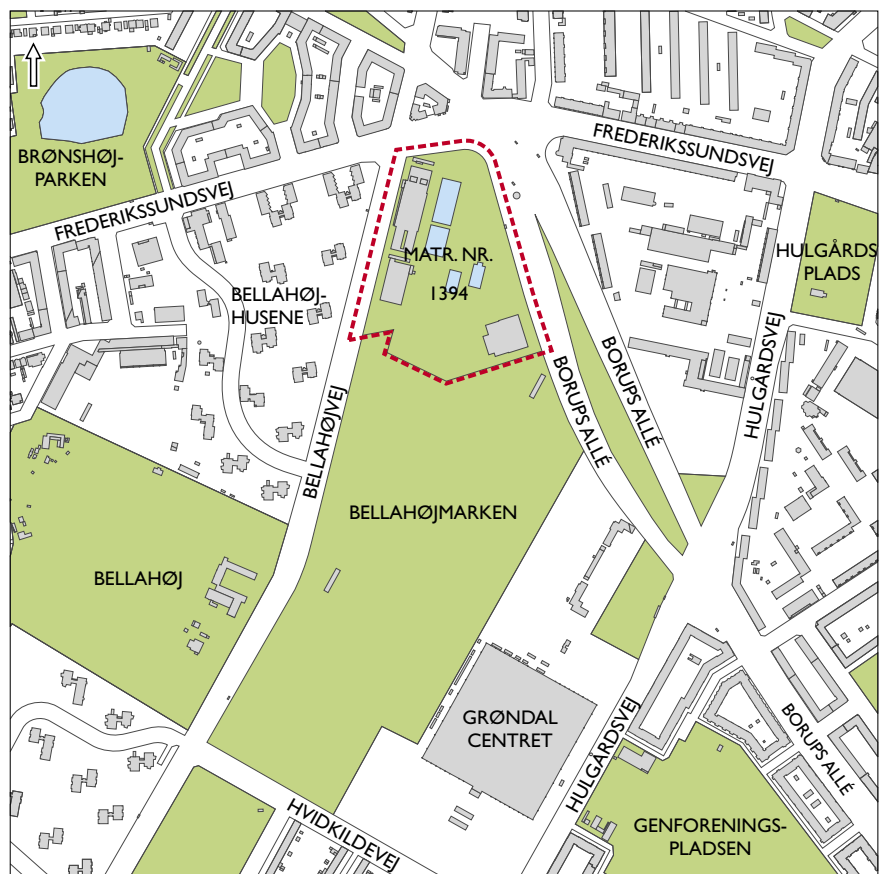 FREDERIKSSUNDSVEJ
BRØNSHØJ-
PARKEN
FREDERIKSSUNDSVEJ
HULGÅRDS
PLADS
MATR. NR.
1394
BELLAHØJ-
HUSENE
BORUPS ALLÉ
HULGÅRDSVEJ
BORUPS ALLÉ
BELLAHØJVEJ
BELLAHØJMARKEN
BELLAHØJ
GRØNDAL
CENTRET
HULGÅRDSVEJ
BORUPS ALLÉ
HVIDKILDEVEJ
GENFORENINGS-
PLADSEN